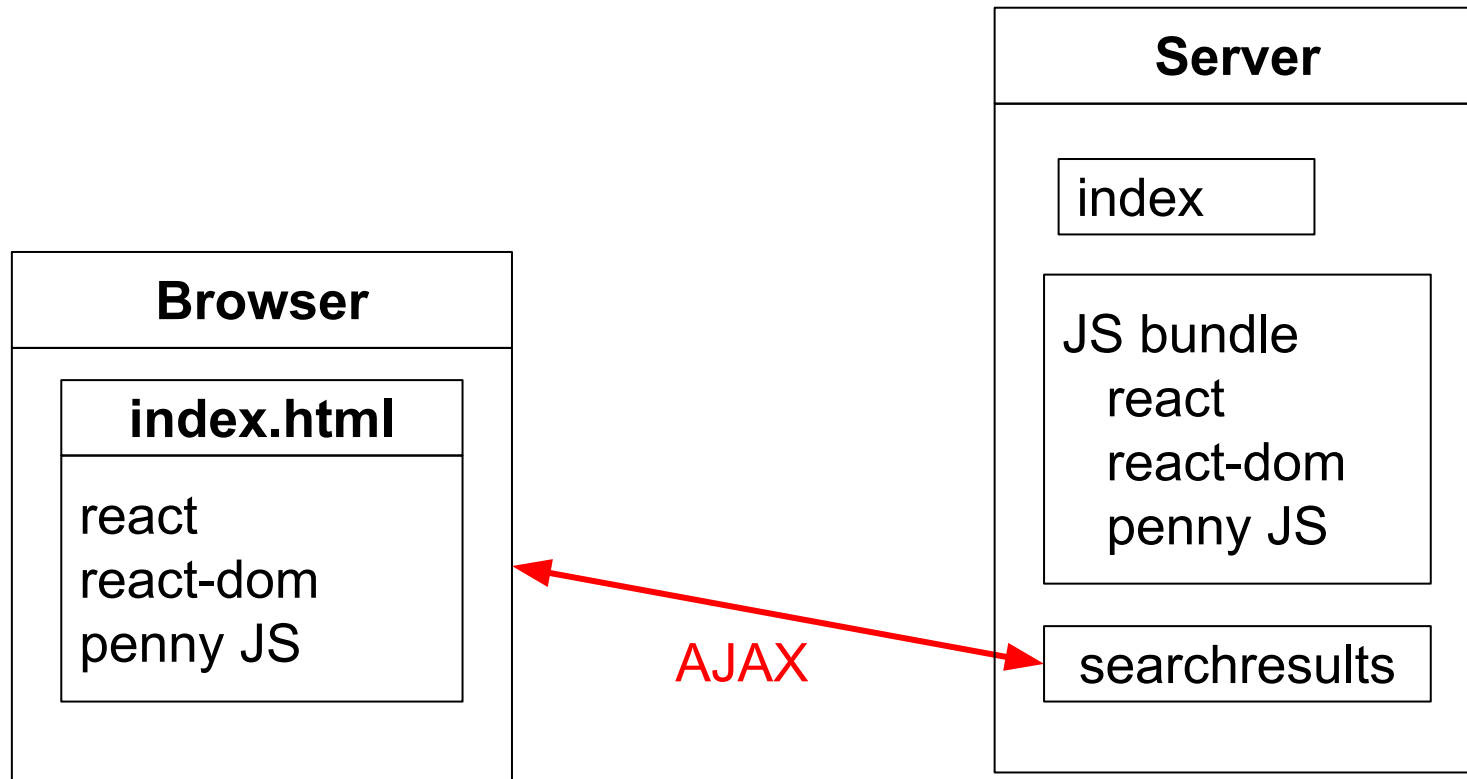 Browser
index.html
react
react-dom
penny JS
AJAX
Server
index
JS bundle
react
react-dom
penny JS
searchresults